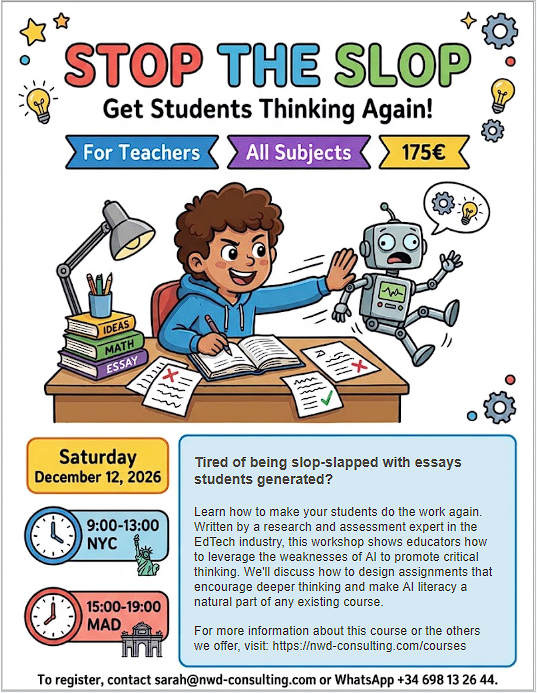 STOP THE SLOP
Get Students Thinking Again!
For Teachers
All Subjects
175€
IDEAS
MATH
ESSAY
Saturday
December 12, 2026
9:00-13:00
NYC
15:00-19:00
MAD
Tired of being slop-slapped with essays
students generated?
Learn how to make your students do the work again.
Written by a research and assessment expert in the
EdTech industry, this workshop shows educators how
to leverage the weaknesses of AI to promote critical
thinking. We'll discuss how to design assignments that
encourage deeper thinking and make AI literacy a
natural part of any existing course.
For more information about this course or the others
we offer, visit: https://nwd-consulting.com/courses
To register, contact sarah@nwd-consulting.com or WhatsApp +34 698 13 26 44.